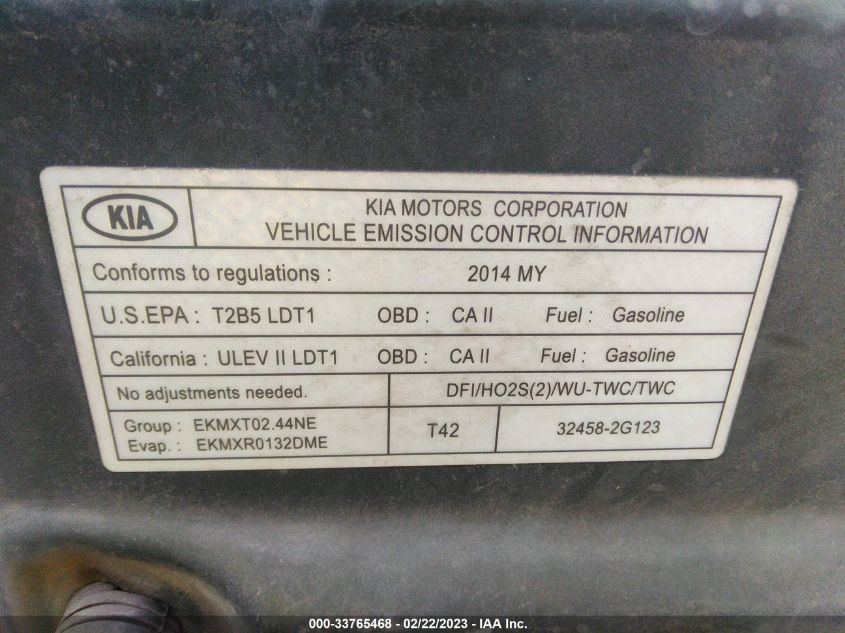 KIA
KIA MOTORS CORPORATION
VEHICLE EMISSION CONTROL INFORMATION
Conforms to regulations : 2014 MY
U.S.EPA : T2B5 LDT1 OBD : CA II Fuel : Gasoline
California : ULEV II LDT1 OBD : CA II Fuel : Gasoline
No adjustments needed. DFI/HO2S(2)/WU-TWC/TWC
Group : EKMXT02.44NE
Evap. : EKMXR0132DME
T42
32458-2G123
000-33765468 - 02/22/2023 - IAA Inc.